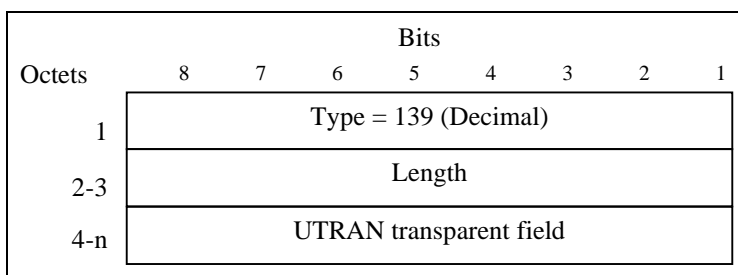 Bits
Octets 8 7 6 5 4 3 2 1
1 Type = 139 (Decimal)
2-3 Length
4-n UTRAN transparent field